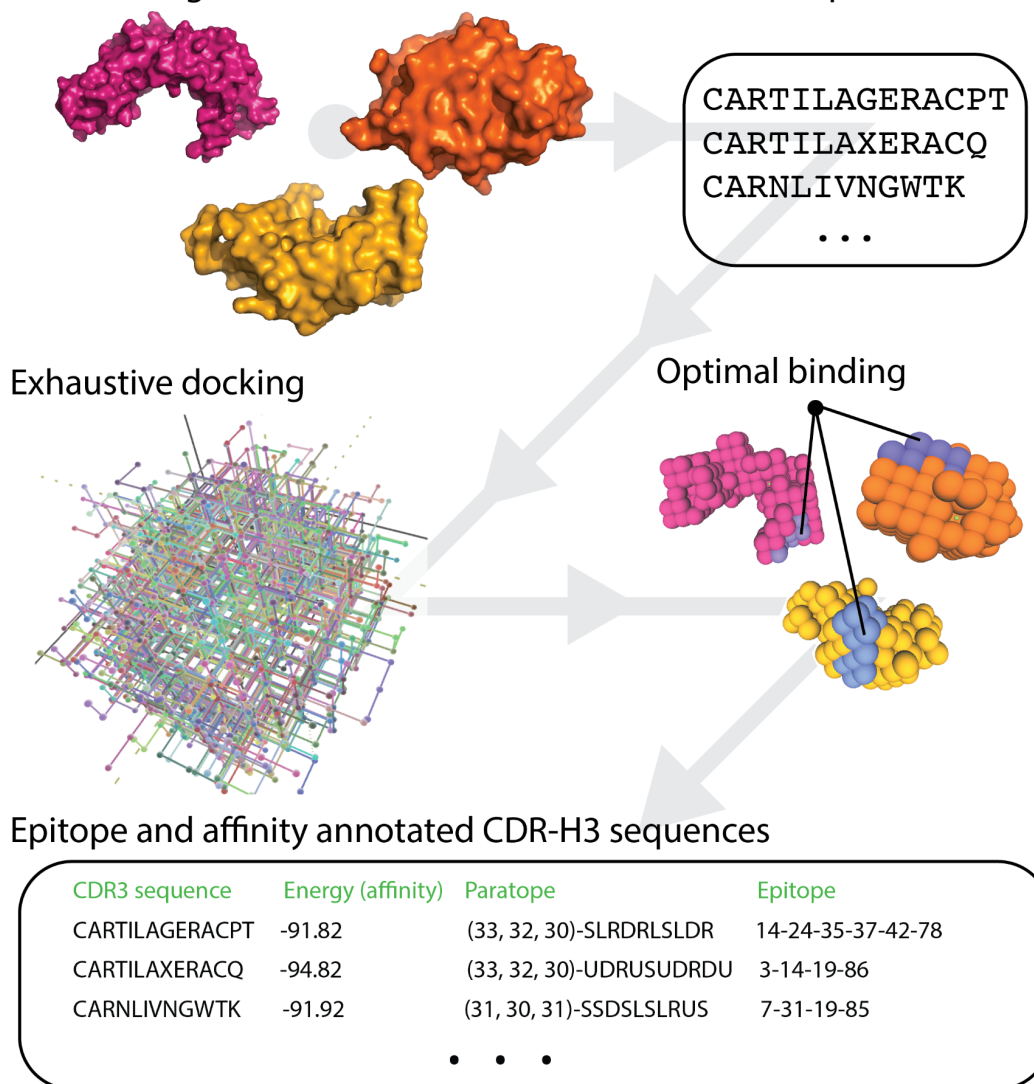 CARTILAGERACPT
CARTILAXERACQ
CARNLIVNGWTK
...
Exhaustive docking
Optimal binding
Epitope and affinity annotated CDR-H3 sequences
CDR3 sequence Energy (affinity) Paratope Epitope
CARTILAGERACPT -91.82 (33, 32, 30)-SLRDRLSLDR 14-24-35-37-42-78
CARTILAXERACQ -94.82 (33, 32, 30)-UDRUSUDRDU 3-14-19-86
CARNLIVNGWTK -91.92 (31, 30, 31)-SSDSLSLRUS 7-31-19-85
. . .